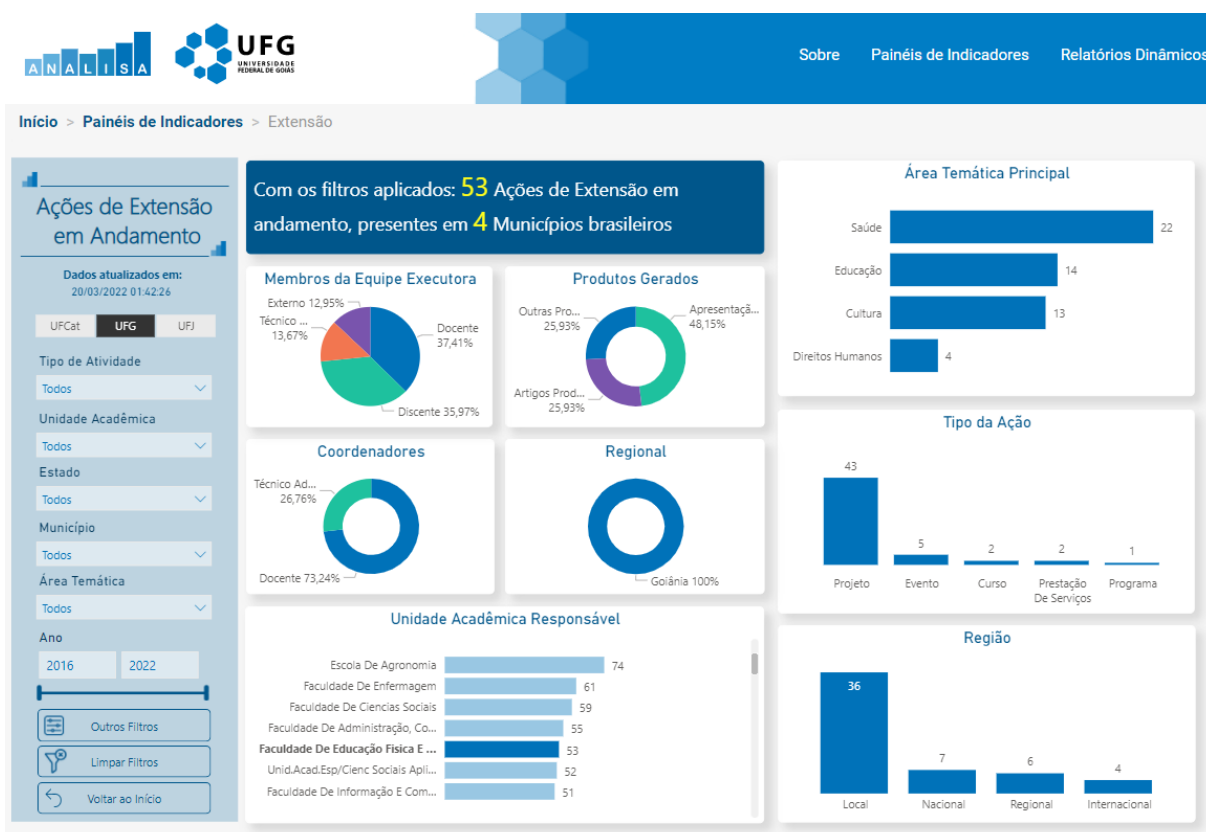 ANALISA
UFG
UNIVERSIDADE
FEDERAL DE GOIÁS
Sobre
Painéis de Indicadores
Relatórios Dinâmicos
Início > Painéis de Indicadores > Extensão
Ações de Extensão
em Andamento
Dados atualizados em:
20/03/2022 01:42:26
UFCat UFG UFJ
Tipo de Atividade
Todos
Unidade Acadêmica
Todos
Estado
Todos
Município
Todos
Área Temática
Todos
Ano
2016 2022
Outros Filtros
Limpar Filtros
Voltar ao Início
Com os filtros aplicados: 53 Ações de Extensão em
andamento, presentes em 4 Municípios brasileiros
Membros da Equipe Executora
Externo 12,95%
Técnico ...
13,67%
Docente
37,41%
Discente 35,97%
Produtos Gerados
Outras Pro...
25,93%
Apresentaçã...
48,15%
Artigos Prod...
25,93%
Coordenadores
Técnico Ad...
26,76%
Docente 73,24%
Regional
Goiânia 100%
Unidade Acadêmica Responsável
Escola De Agronomia 74
Faculdade De Enfermagem 61
Faculdade De Ciencias Sociais 59
Faculdade De Administração, Co... 55
Faculdade De Educação Fisica E ... 53
Unid.Acad.Esp/Cienc Sociais Apli... 52
Faculdade De Informação E Com... 51
Área Temática Principal
Saúde 22
Educação 14
Cultura 13
Direitos Humanos 4
Tipo da Ação
43 5 2 2 1
Projeto Evento Curso Prestação Programa
De Serviços
Região
36 7 6 4
Local Nacional Regional Internacional